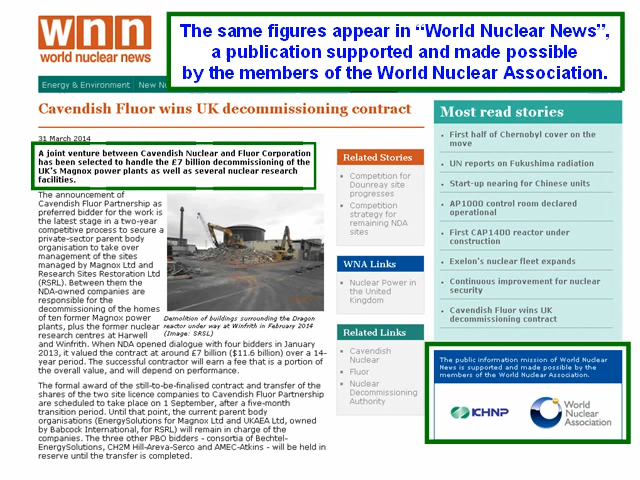 The same figures appear in “World Nuclear News”,
a publication supported and made possible
by the members of the World Nuclear Association.
wnn
world nuclear news
Energy & Environment | New Nu
Cavendish Fluor wins UK decommissioning contract
31 March 2014
A joint venture between Cavendish Nuclear and Fluor Corporation
has been selected to handle the £7 billion decommissioning of the
UK's Magnox power plants as well as several nuclear research
facilities.
The announcement of
Cavendish Fluor Partnership as
preferred bidder for the work is
the latest stage in a two-year
competitive process to secure a
private-sector parent body
organisation to take over
management of the sites
managed by Magnox Ltd and
Research Sites Restoration Ltd
(RSRL). Between them the
NDA-owned companies are
responsible for the
decommissioning of the homes
of ten former Magnox power
plants, plus the former nuclear
research centres at Harwell
and Winfrith. When NDA opened dialogue with four bidders in January
2013, it valued the contract at around £7 billion ($11.6 billion) over a 14-
year period. The successful contractor will earn a fee that is a portion of
the overall value, and will depend on performance.
The formal award of the still-to-be-finalised contract and transfer of the
shares of the two site licence companies to Cavendish Fluor Partnership
are scheduled to take place on 1 September, after a five-month
transition period. Until that point, the current parent body
organisations (EnergySolutions for Magnox Ltd and UKAEA Ltd, owned
by Babcock International, for RSRL) will remain in charge of the
companies. The three other PBO bidders - consortia of Bechtel-
EnergySolutions, CH2M Hill-Areva-Serco and AMEC-Atkins - will be held in
reserve until the transfer is completed.
Demolition of buildings surrounding the Dragon
reactor under way at Winfrith in February 2014
(Image: SRSL)
Related Stories
Competition for
Dounreay site
progresses
Competition
strategy for
remaining NDA
sites
WNA Links
Nuclear Power in
the United
Kingdom
Related Links
Cavendish
Nuclear
Fluor
Nuclear
Decommissioning
Authority
Most read stories
First half of Chernobyl cover on the
move
UN reports on Fukushima radiation
Start-up nearing for Chinese units
AP1000 control room declared
operational
First CAP1400 reactor under
construction
Exelon's nuclear fleet expands
Continuous improvement for nuclear
security
Cavendish Fluor wins UK
decommissioning contract
The public information mission of World Nuclear
News is supported and made possible by the
members of the World Nuclear Association.
KHNP
World
Nuclear
Association